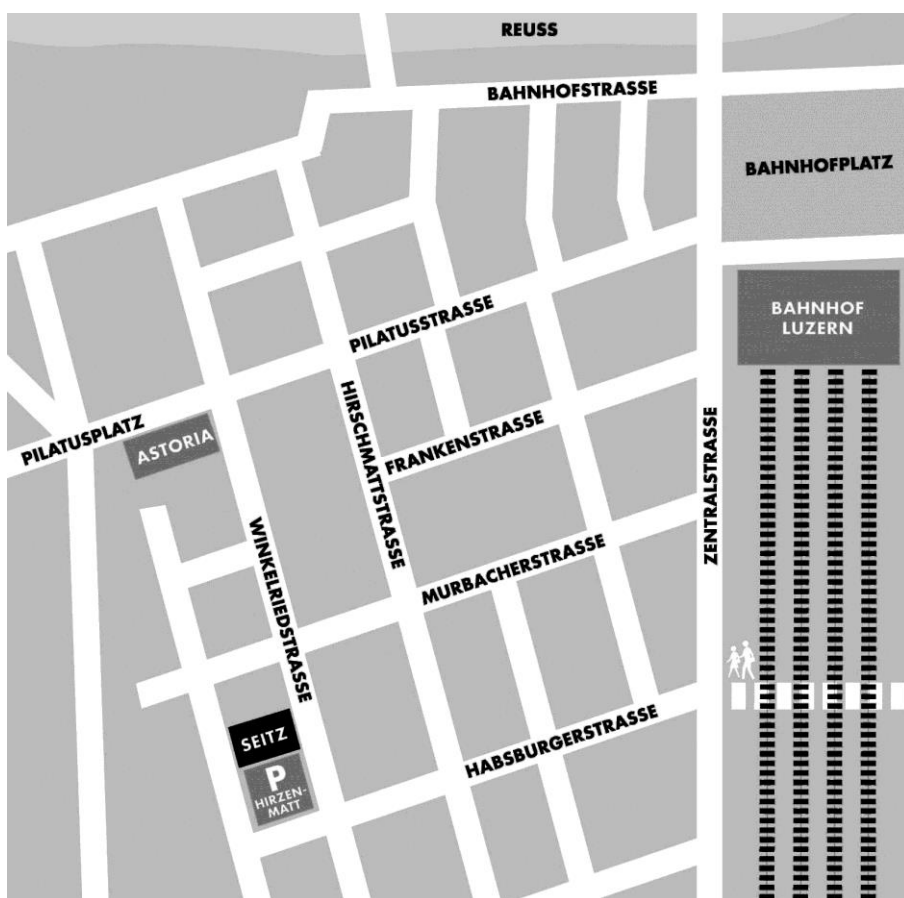 REUSS
BAHNHOFSTRASSE
BAHNHOFPLATZ
BAHNHOF
LUZERN
PILATUSSTRASSE
HIRSCHMATTSTRASSE
PILATUSPLATZ
ASTORIA
FRANKENSTRASSE
ZENTRALSTRASSE
WINKELRIEDSTRASSE
MURBACHERSTRASSE
SEITZ
P
HIRZEN-
MATT
HABSBURGERSTRASSE